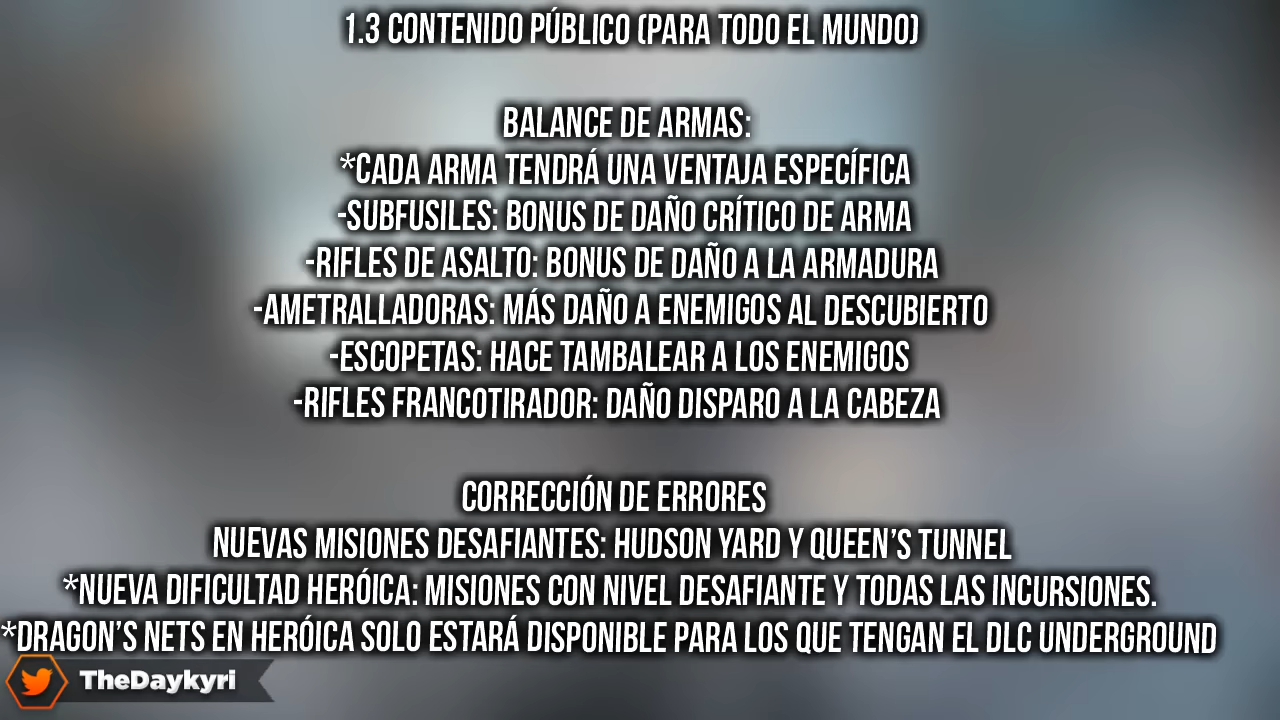 1.3 CONTENIDO PÚBLICO (PARA TODO EL MUNDO)
BALANCE DE ARMAS:
*CADA ARMA TENDRÁ UNA VENTAJA ESPECÍFICA
-SUBFUSILES: BONUS DE DAÑO CRÍTICO DE ARMA
-RIFLES DE ASALTO: BONUS DE DAÑO A LA ARMADURA
-AMETRALLADORAS: MÁS DAÑO A ENEMIGOS AL DESCUBIERTO
-ESCOPETAS: HACE TAMBALEAR A LOS ENEMIGOS
-RIFLES FRANCOTIRADOR: DAÑO DISPARO A LA CABEZA
CORRECCIÓN DE ERRORES
NUEVAS MISIONES DESAFIANTES: HUDSON YARD Y QUEEN'S TUNNEL
*NUEVA DIFICULTAD HERÓICA: MISIONES CON NIVEL DESAFIANTE Y TODAS LAS INCURSIONES.
*DRAGON'S NETS EN HERÓICA SOLO ESTARÁ DISPONIBLE PARA LOS QUE TENGAN EL DLC UNDERGROUND
TheDaykyri